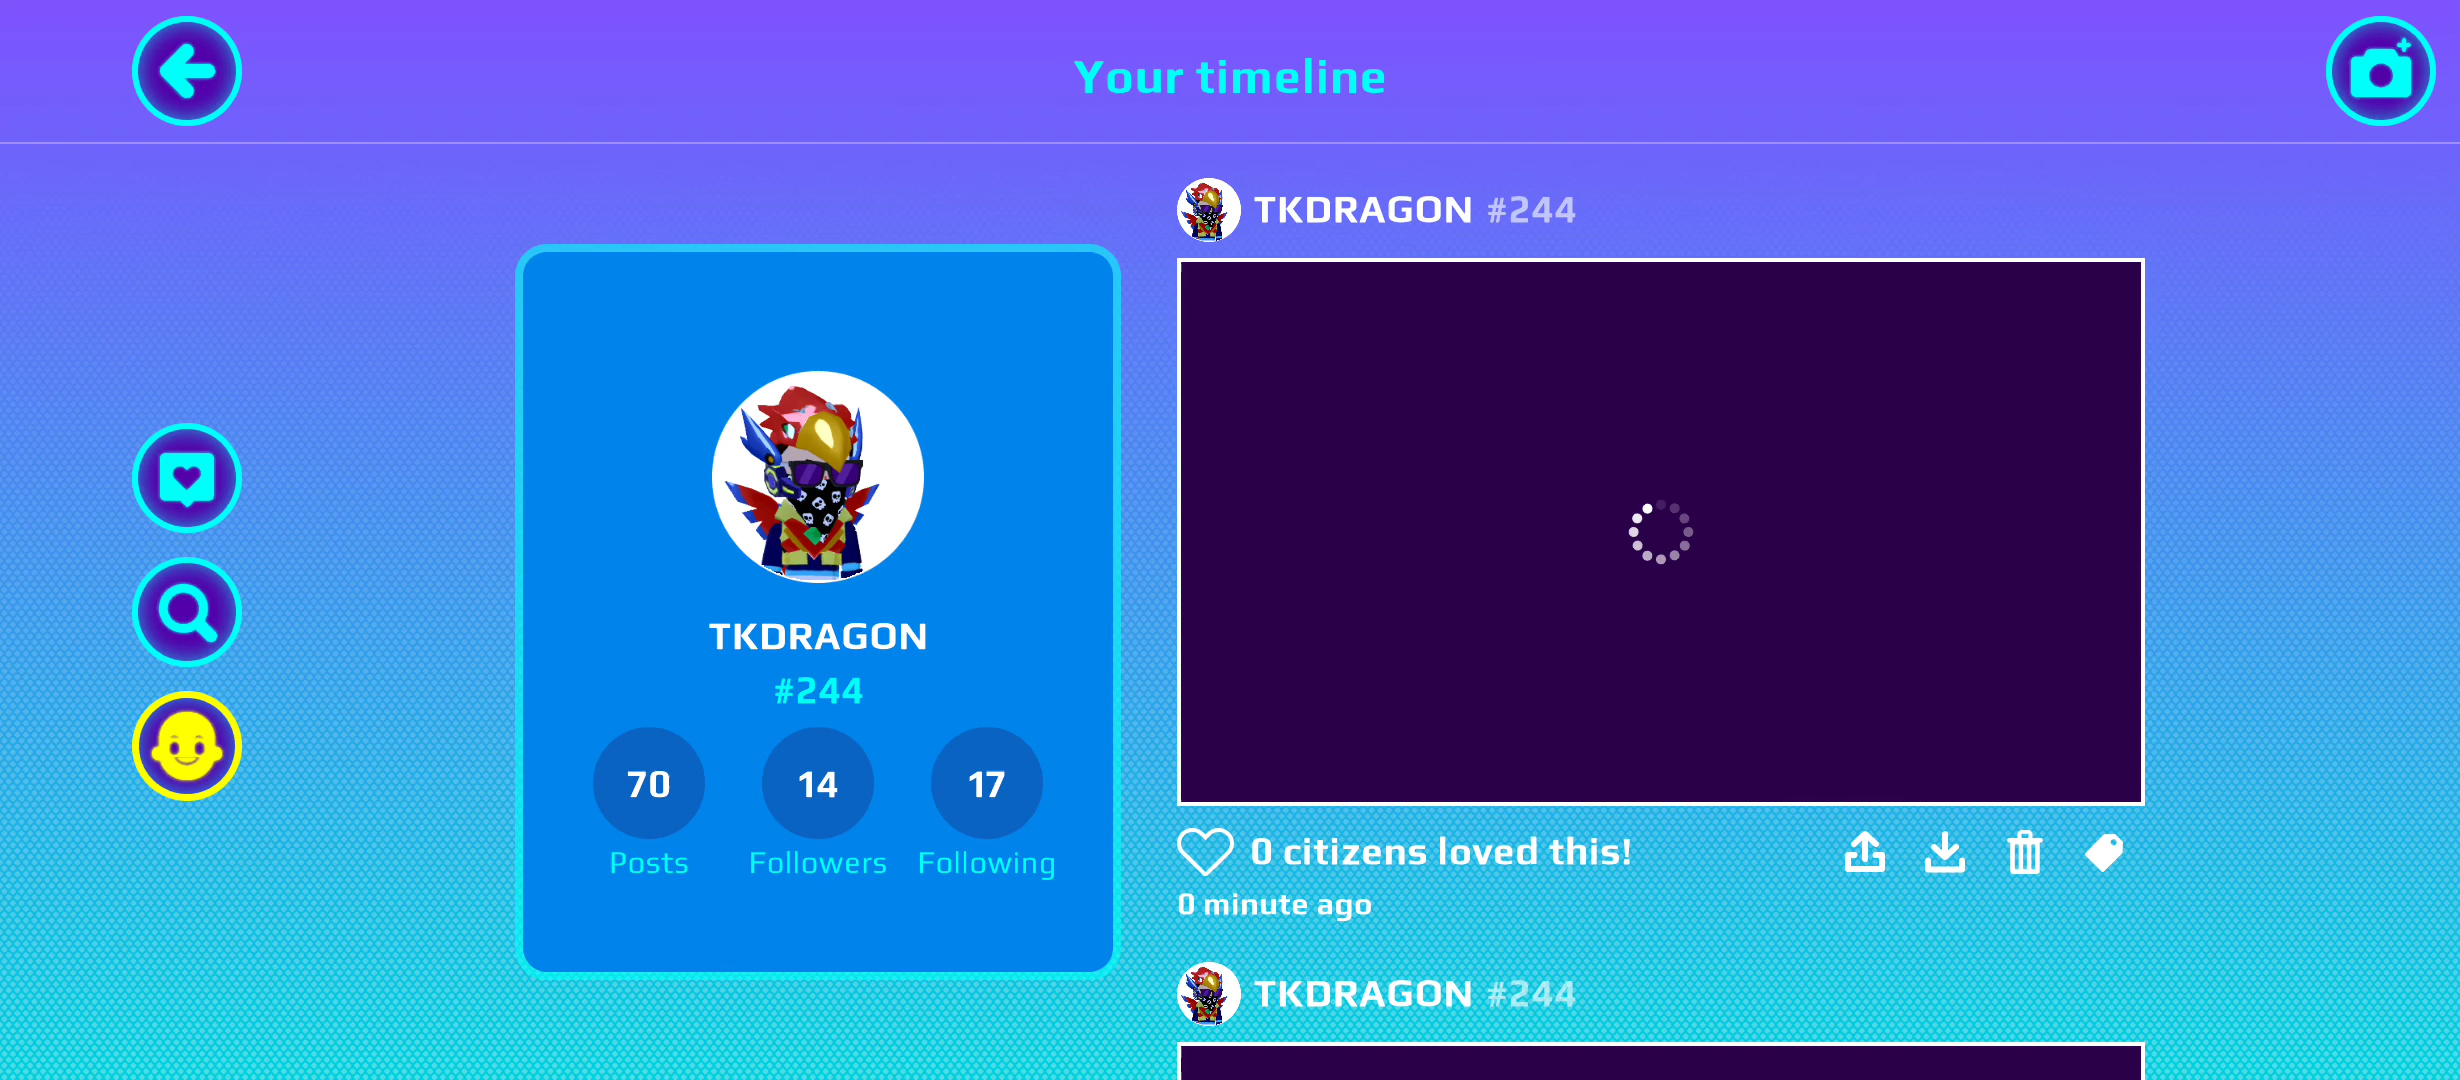 Your timeline
TKDRAGON
#244
70
14
17
Posts
Followers
Following
TKDRAGON #244
0 citizens loved this!
0 minute ago
TKDRAGON #244